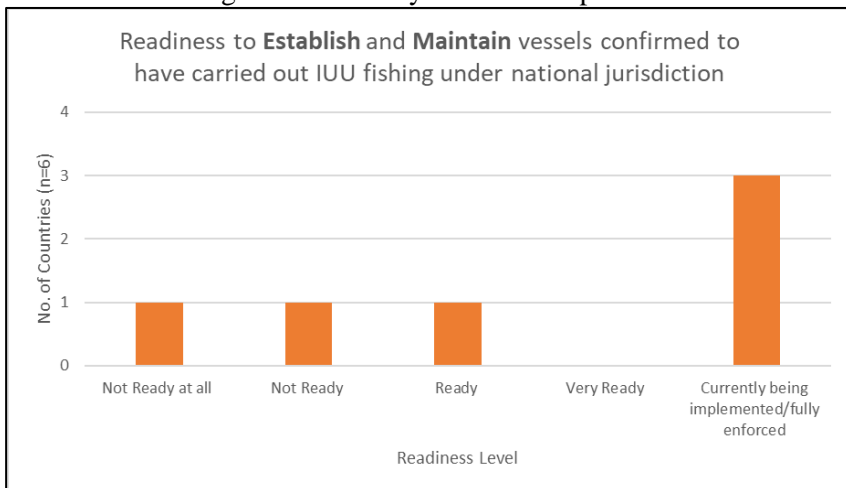 Readiness to Establish and Maintain vessels confirmed to
have carried out IUU fishing under national jurisdiction
No. of Countries (n=6)
4
3
2
1
0
Not Ready at all
Not Ready
Ready
Very Ready
Currently being
implemented/fully
enforced
Readiness Level